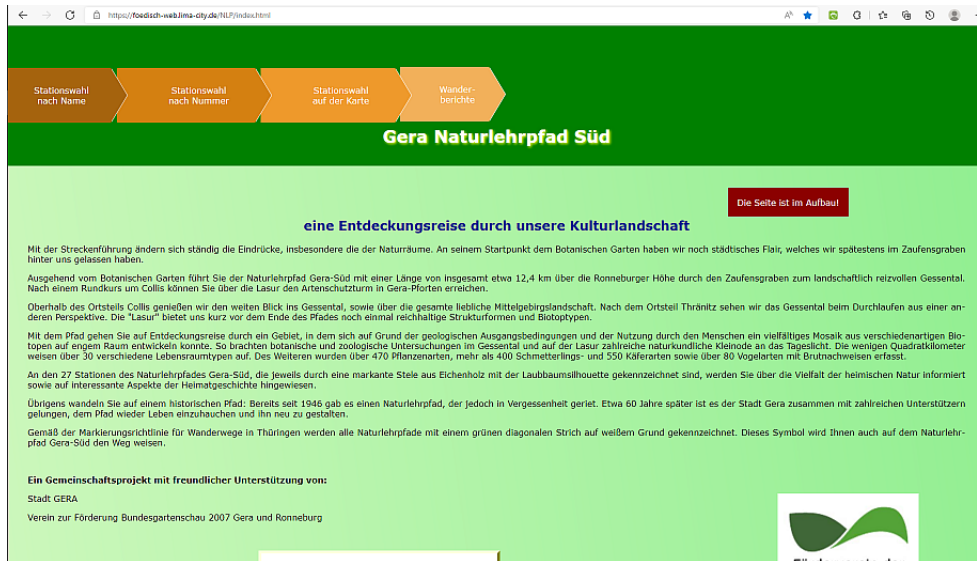 https://foedisch-web.lima-city.de/NLP/index.html
Stationswahl
nach Name
Stationswahl
nach Nummer
Stationswahl
auf der Karte
Wander-
berichte
Gera Naturlehrpfad Süd
Die Seite ist im Aufbau!
eine Entdeckungsreise durch unsere Kulturlandschaft
Mit der Streckenführung ändern sich ständig die Eindrücke, insbesondere die der Naturräume. An seinem Startpunkt dem Botanischen Garten haben wir noch städtisches Flair, welches wir spätestens im Zaufensgraben
hinter uns gelassen haben.
Ausgehend vom Botanischen Garten führt Sie der Naturlehrpfad Gera-Süd mit einer Länge von insgesamt etwa 12,4 km über die Ronneburger Höhe durch den Zaufensgraben zum landschaftlich reizvollen Gessental.
Nach einem Rundkurs um Collis können Sie über die Lasur den Artenschutzturm in Gera-Pforten erreichen.
Oberhalb des Ortsteils Collis genießen wir den weiten Blick ins Gessental, sowie über die gesamte liebliche Mittelgebirgslandschaft. Nach dem Ortsteil Thränitz sehen wir das Gessental beim Durchlaufen aus einer an-
deren Perspektive. Die "Lasur" bietet uns kurz vor dem Ende des Pfades noch einmal reichhaltige Strukturformen und Biotoptypen.
Mit dem Pfad gehen Sie auf Entdeckungsreise durch ein Gebiet, in dem sich auf Grund der geologischen Ausgangsbedingungen und der Nutzung durch den Menschen ein vielfältiges Mosaik aus verschiedenartigen Bio-
topen auf engem Raum entwickeln konnte. So brachten botanische und zoologische Untersuchungen im Gessental und auf der Lasur zahlreiche naturkundliche Kleinode an das Tageslicht. Die wenigen Quadratkilometer
weisen über 30 verschiedene Lebensraumtypen auf. Des Weiteren wurden über 470 Pflanzenarten, mehr als 400 Schmetterlings- und 550 Käferarten sowie über 80 Vogelarten mit Brutnachweisen erfasst.
An den 27 Stationen des Naturlehrpfades Gera-Süd, die jeweils durch eine markante Stele aus Eichenholz mit der Laubbaumsilhouette gekennzeichnet sind, werden Sie über die Vielfalt der heimischen Natur informiert
sowie auf interessante Aspekte der Heimatgeschichte hingewiesen.
Übrigens wandeln Sie auf einem historischen Pfad: Bereits seit 1946 gab es einen Naturlehrpfad, der jedoch in Vergessenheit geriet. Etwa 60 Jahre später ist es der Stadt Gera zusammen mit zahlreichen Unterstützern
gelungen, dem Pfad wieder Leben einzuhauchen und ihn neu zu gestalten.
Gemäß der Markierungsrichtlinie für Wanderwege in Thüringen werden alle Naturlehrpfade mit einem grünen diagonalen Strich auf weißem Grund gekennzeichnet. Dieses Symbol wird Ihnen auch auf dem Naturlehr-
pfad Gera-Süd den Weg weisen.
Ein Gemeinschaftsprojekt mit freundlicher Unterstützung von:
Stadt GERA
Verein zur Förderung Bundesgartenschau 2007 Gera und Ronneburg